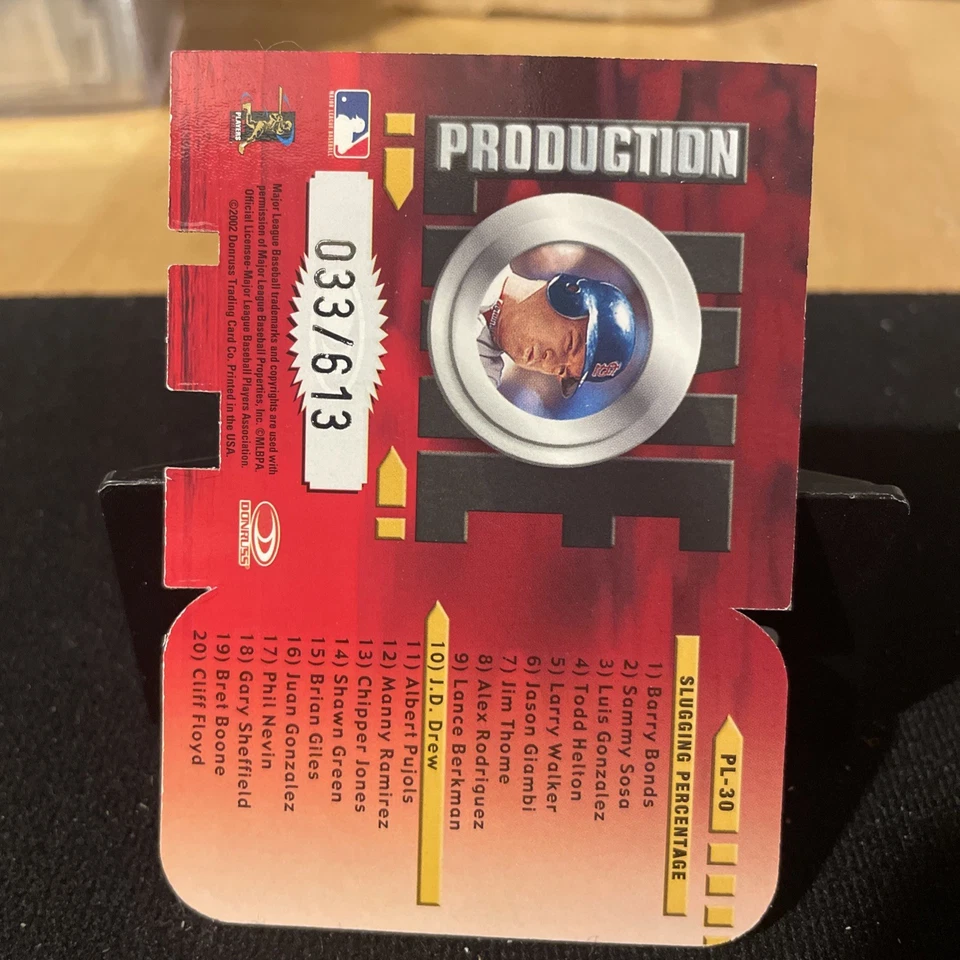 PRODUCTION
LINE
033/613
MAJOR LEAGUE BASEBALL
PLAYERS
Major League Baseball trademarks and copyrights are used with
permission of Major League Baseball Properties, Inc. ©MLBPA.
Official Licensee-Major League Baseball Players Association.
©2002 Donruss Trading Card Co. Printed in the USA.
DONRUSS
PL-30
SLUGGING PERCENTAGE
1) Barry Bonds
2) Sammy Sosa
3) Luis Gonzalez
4) Todd Helton
5) Larry Walker
6) Jason Giambi
7) Jim Thome
8) Alex Rodriguez
9) Lance Berkman
10) J.D. Drew
11) Albert Pujols
12) Manny Ramirez
13) Chipper Jones
14) Shawn Green
15) Brian Giles
16) Juan Gonzalez
17) Phil Nevin
18) Gary Sheffield
19) Bret Boone
20) Cliff Floyd